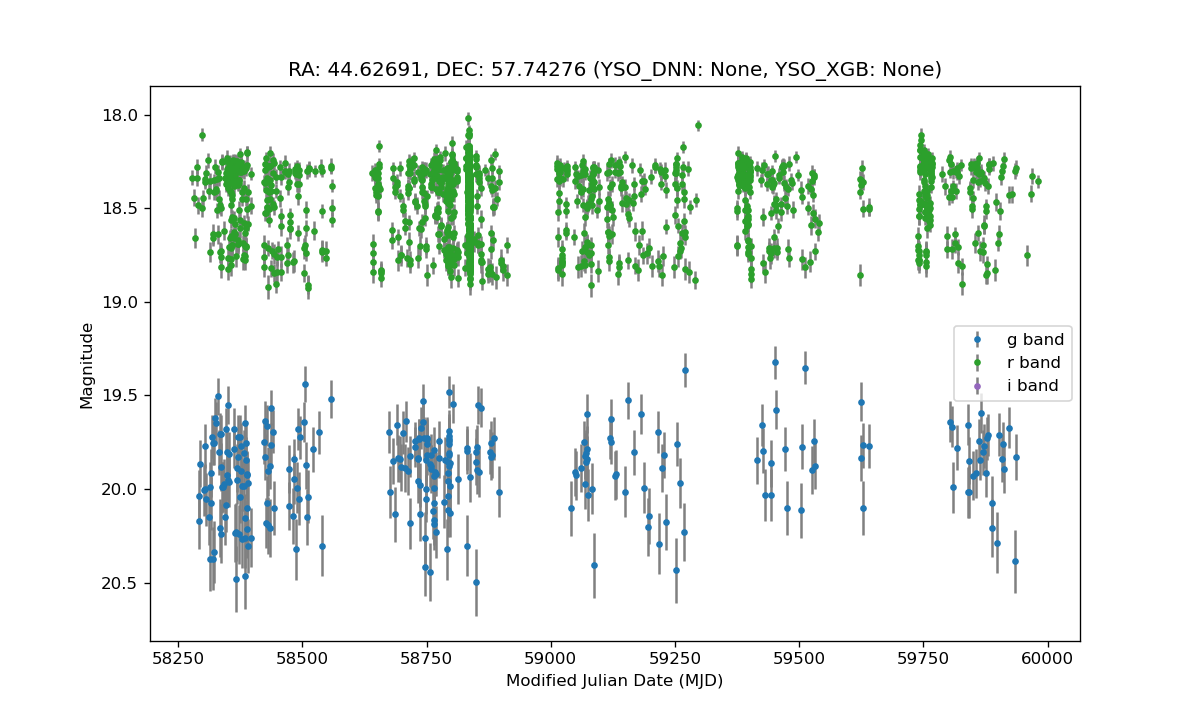 RA: 44.62691, DEC: 57.74276 (YSO_DNN: None, YSO_XGB: None)
18.0
18.5
19.0
19.5
20.0
20.5
Magnitude
g band
r band
i band
58250 58500 58750 59000 59250 59500 59750 60000
Modified Julian Date (MJD)